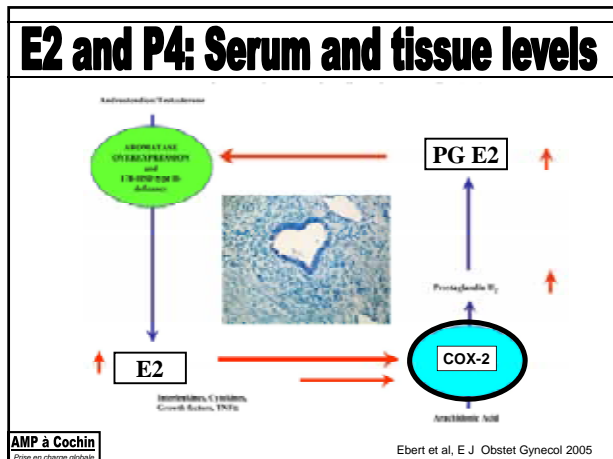 E2 and P4: Serum and tissue levels
Androstendion/Testosterone
AROMATASE
OVEREXPRESSION
and
deficiency
PG E2
Prostaglandin H2
E2
COX-2
Interleukines, Cytokines,
Growth factors, TNFα
Arachidonic Acid
AMP à Cochin
Prise en charge globale
Ebert et al, E J Obstet Gynecol 2005